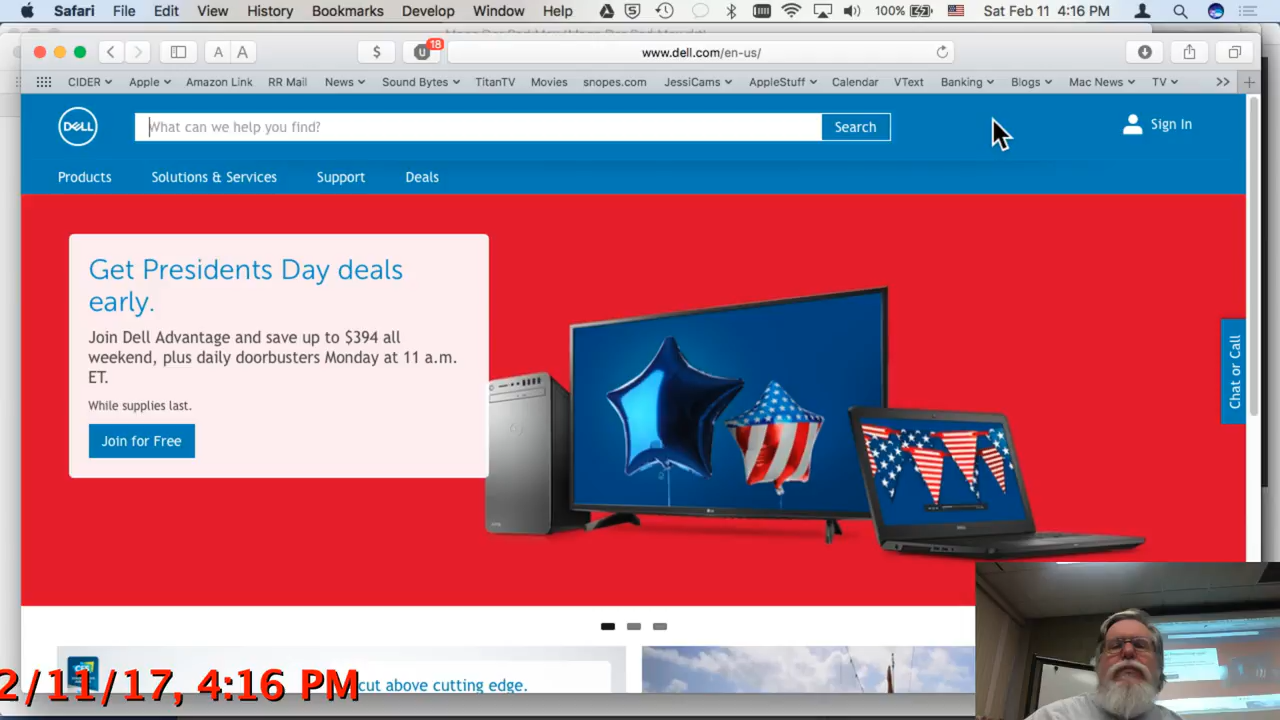 Safari File Edit View History Bookmarks Develop Window Help 100% Sat Feb 11 4:16 PM
A A $ 18 www.dell.com/en-us/
CIDER Apple Amazon Link RR Mail News Sound Bytes TitanTV Movies snopes.com JessiCams AppleStuff Calendar VText Banking Blogs Mac News TV >>
DELL What can we help you find? Search Sign In
Products Solutions & Services Support Deals
Get Presidents Day deals
early.
Join Dell Advantage and save up to $394 all
weekend, plus daily doorbusters Monday at 11 a.m.
ET.
While supplies last.
Join for Free
Chat or Call
cut above cutting edge.
2/11/17, 4:16 PM